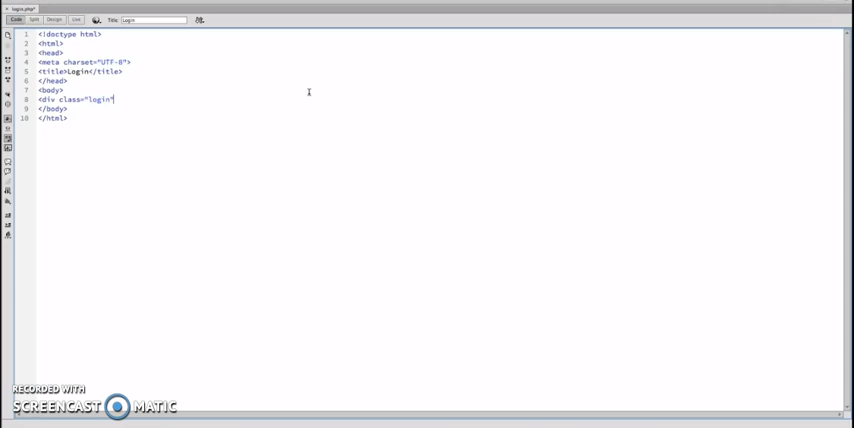 × login.php*
Code Split Design Live Title: Login
1 <!doctype html>
2 <html>
3 <head>
4 <meta charset="UTF-8">
5 <title>Login</title>
6 </head>
7 <body>
8 <div class="login"
9 </body>
10 </html>
RECORDED WITH
SCREENCAST MATIC